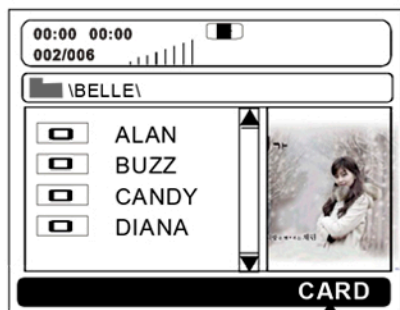 00:00 00:00
002/006
\BELLE\
ALAN
BUZZ
CANDY
DIANA
CARD